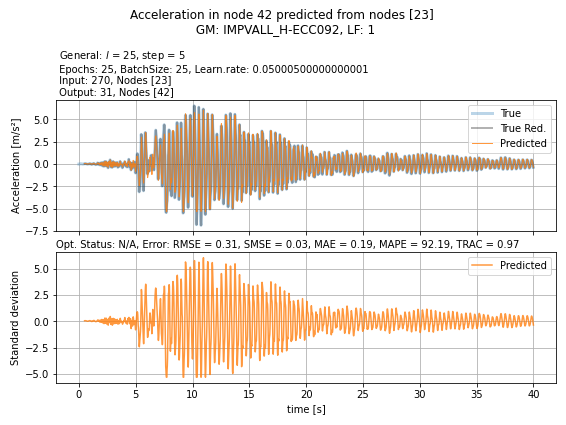 Acceleration in node 42 predicted from nodes [23]
GM: IMPVALL_H-ECC092, LF: 1
General: l = 25, step = 5
Epochs: 25, BatchSize: 25, Learn.rate: 0.05000500000000001
Input: 270, Nodes [23]
Output: 31, Nodes [42]
Acceleration [m/s²]
5.0
2.5
0.0
−2.5
−5.0
−7.5
True
True Red.
Predicted
Opt. Status: N/A, Error: RMSE = 0.31, SMSE = 0.03, MAE = 0.19, MAPE = 92.19, TRAC = 0.97
Standard deviation
5.0
2.5
0.0
−2.5
−5.0
Predicted
0 5 10 15 20 25 30 35 40
time [s]